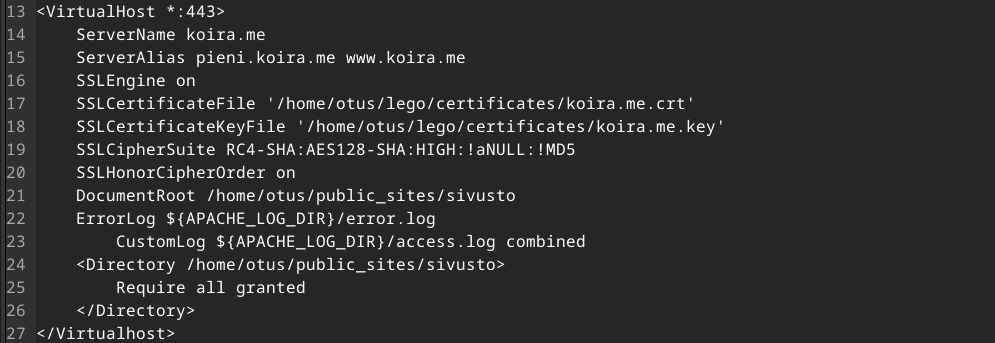 13 <VirtualHost *:443>
14     ServerName koira.me
15     ServerAlias pieni.koira.me www.koira.me
16     SSLEngine on
17     SSLCertificateFile '/home/otus/lego/certificates/koira.me.crt'
18     SSLCertificateKeyFile '/home/otus/lego/certificates/koira.me.key'
19     SSLCipherSuite RC4-SHA:AES128-SHA:HIGH:!aNULL:!MD5
20     SSLHonorCipherOrder on
21     DocumentRoot /home/otus/public_sites/sivusto
22     ErrorLog ${APACHE_LOG_DIR}/error.log
23         CustomLog ${APACHE_LOG_DIR}/access.log combined
24     <Directory /home/otus/public_sites/sivusto>
25         Require all granted
26     </Directory>
27 </Virtualhost>